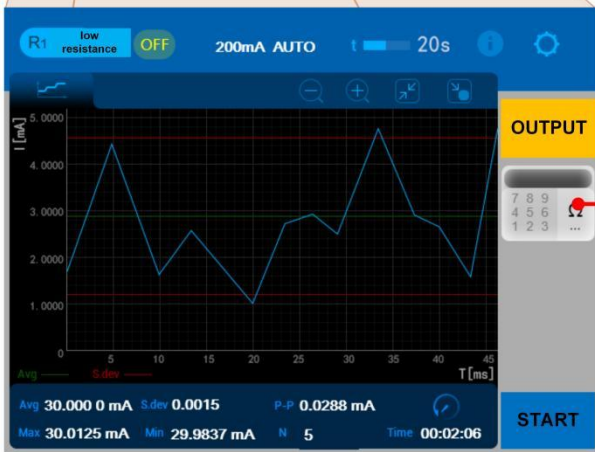 R1 low resistance OFF 200mA AUTO t 20s i
I [mA]
5.0000
4.0000
3.0000
2.0000
1.0000
0
5 10 15 20 25 30 35 40 45
T[ms]
Avg S.dev
Avg 30.000 0 mA S.dev 0.0015 P-P 0.0288 mA
Max 30.0125 mA Min 29.9837 mA N 5 Time 00:02:06
OUTPUT
7 8 9
4 5 6 Ω
1 2 3 ...
START